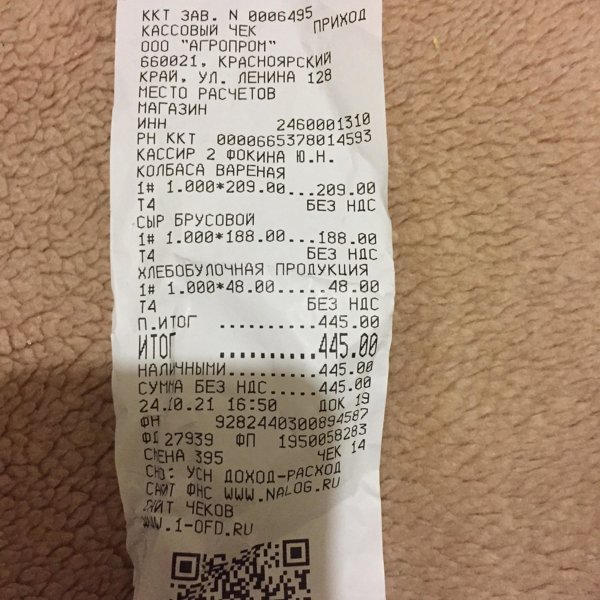 ККТ ЗАВ. N 0006495 ПРИХОД
КАССОВЫЙ ЧЕК
ООО "АГРОПРОМ"
660021, КРАСНОЯРСКИЙ
КРАЙ, УЛ. ЛЕНИНА 128
МЕСТО РАСЧЕТОВ
МАГАЗИН
ИНН 2460001310
РН ККТ 0000665378014593
КАССИР 2 ФОКИНА Ю.Н.
КОЛБАСА ВАРЕНАЯ
1# 1.000*209.00...209.00
Т4 БЕЗ НДС
СЫР БРУСОВОЙ
1# 1.000*188.00...188.00
Т4 БЕЗ НДС
ХЛЕБОБУЛОЧНАЯ ПРОДУКЦИЯ
1# 1.000*48.00.....48.00
Т4 БЕЗ НДС
П.ИТОГ ..........445.00
ИТОГ ..........445.00
НАЛИЧНЫМИ.........445.00
СУММА БЕЗ НДС.....445.00
24.10.21 16:50 ДОК 19
ФН 9282440300894587
ФД 27939 ФП 1950058283
СМЕНА 395 ЧЕК 14
СНО: УСН ДОХОД-РАСХОД
САЙТ ФНС WWW.NALOG.RU
САЙТ ЧЕКОВ
WWW.1-OFD.RU